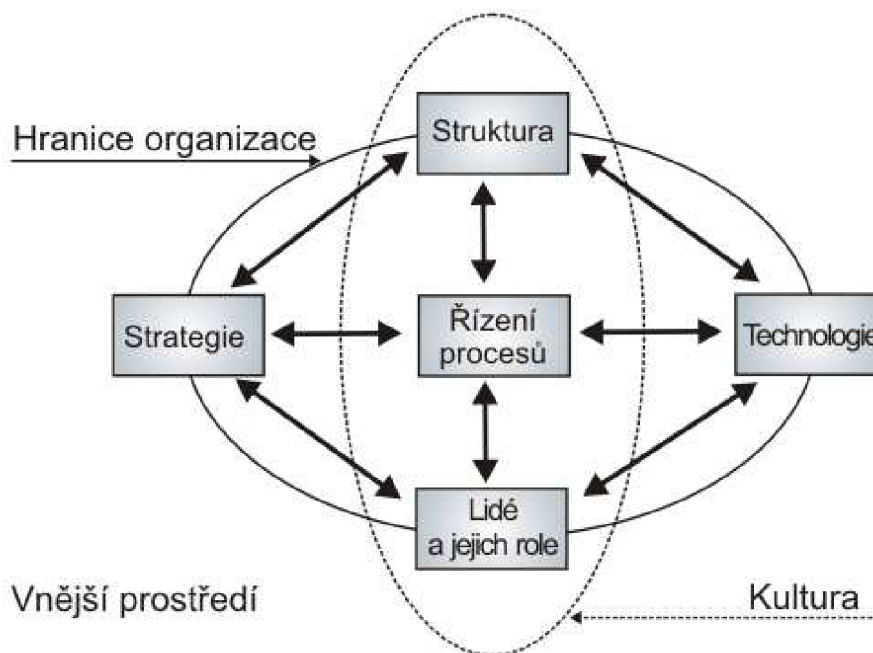 Struktura
Hranice organizace
Strategie
Řízení
procesů
Technologie
Lidé
a jejich role
Vnější prostředí
Kultura